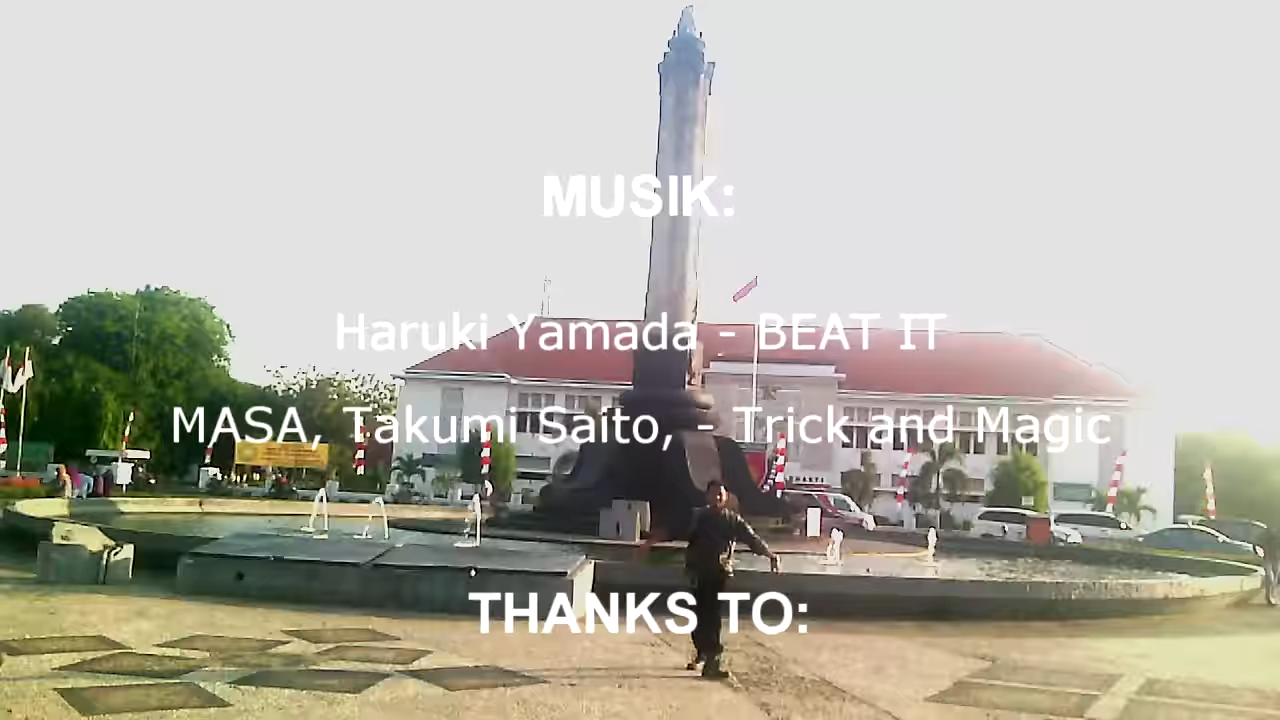 MUSIK:
Haruki Yamada - BEAT IT
MASA, Takumi Saito, - Trick and Magic
THANKS TO: